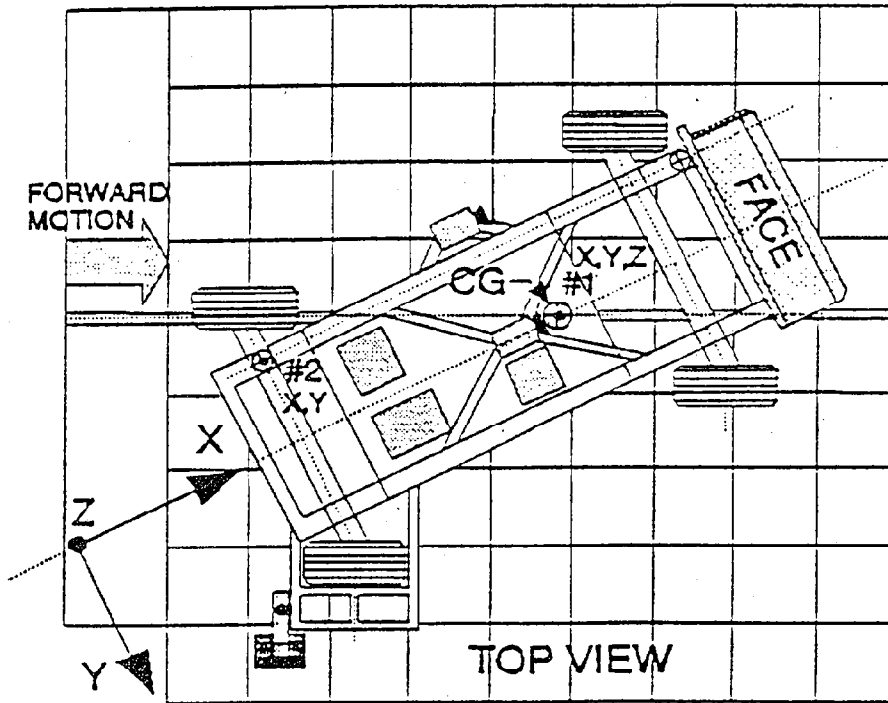 FORWARD
MOTION
FACE
X,Y,Z
CG-
#1
#2
X,Y
X
Z
Y
TOP VIEW